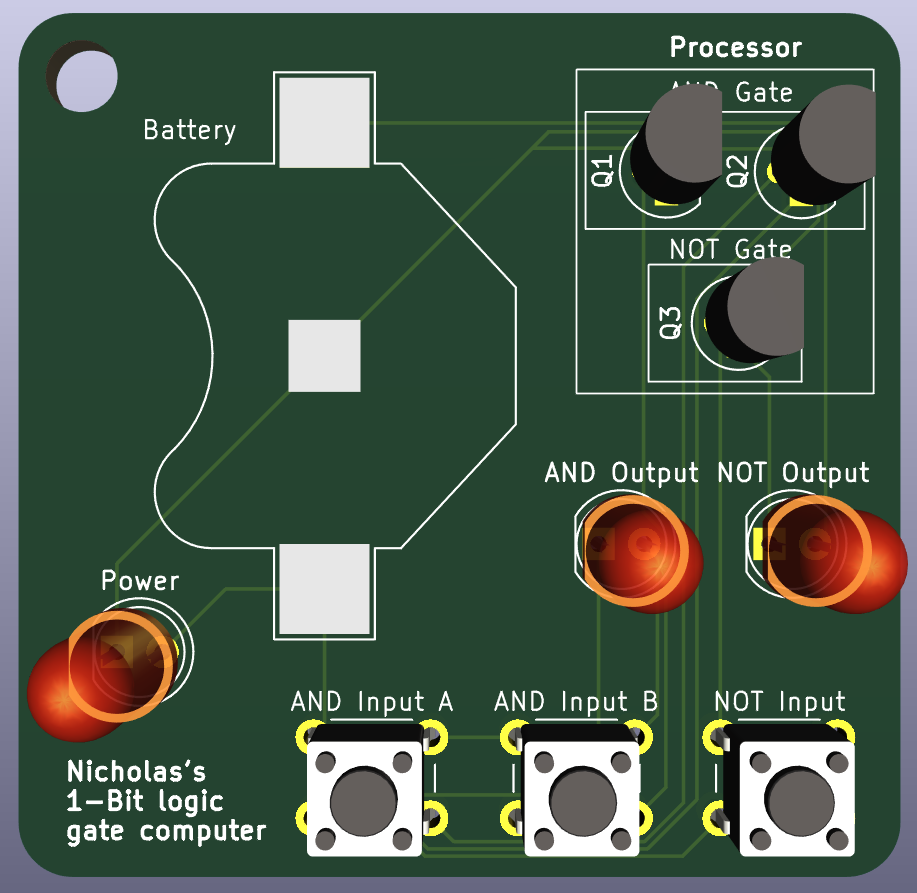 Processor
AND Gate
Battery
Q1
Q2
NOT Gate
Q3
AND Output
NOT Output
Power
AND Input A
AND Input B
NOT Input
Nicholas's
1-Bit logic
gate computer